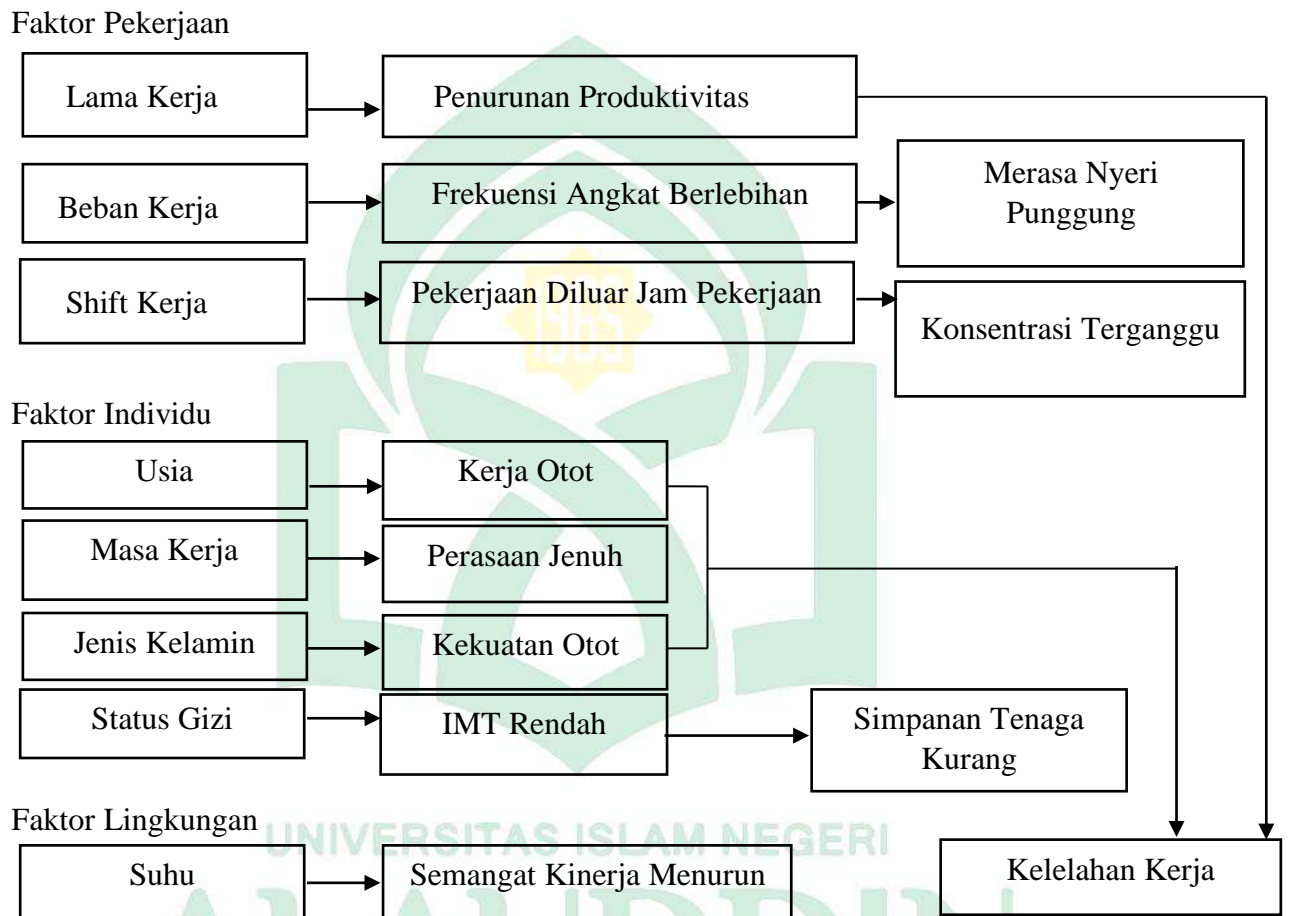 Faktor Pekerjaan
Lama Kerja
Penurunan Produktivitas
Beban Kerja
Frekuensi Angkat Berlebihan
Merasa Nyeri
Punggung
Shift Kerja
Pekerjaan Diluar Jam Pekerjaan
Konsentrasi Terganggu
1965
Faktor Individu
Usia
Kerja Otot
Masa Kerja
Perasaan Jenuh
Jenis Kelamin
Kekuatan Otot
Status Gizi
IMT Rendah
Simpanan Tenaga
Kurang
Faktor Lingkungan
UNIVERSITAS ISLAM NEGERI
Suhu
Semangat Kinerja Menurun
Kelelahan Kerja